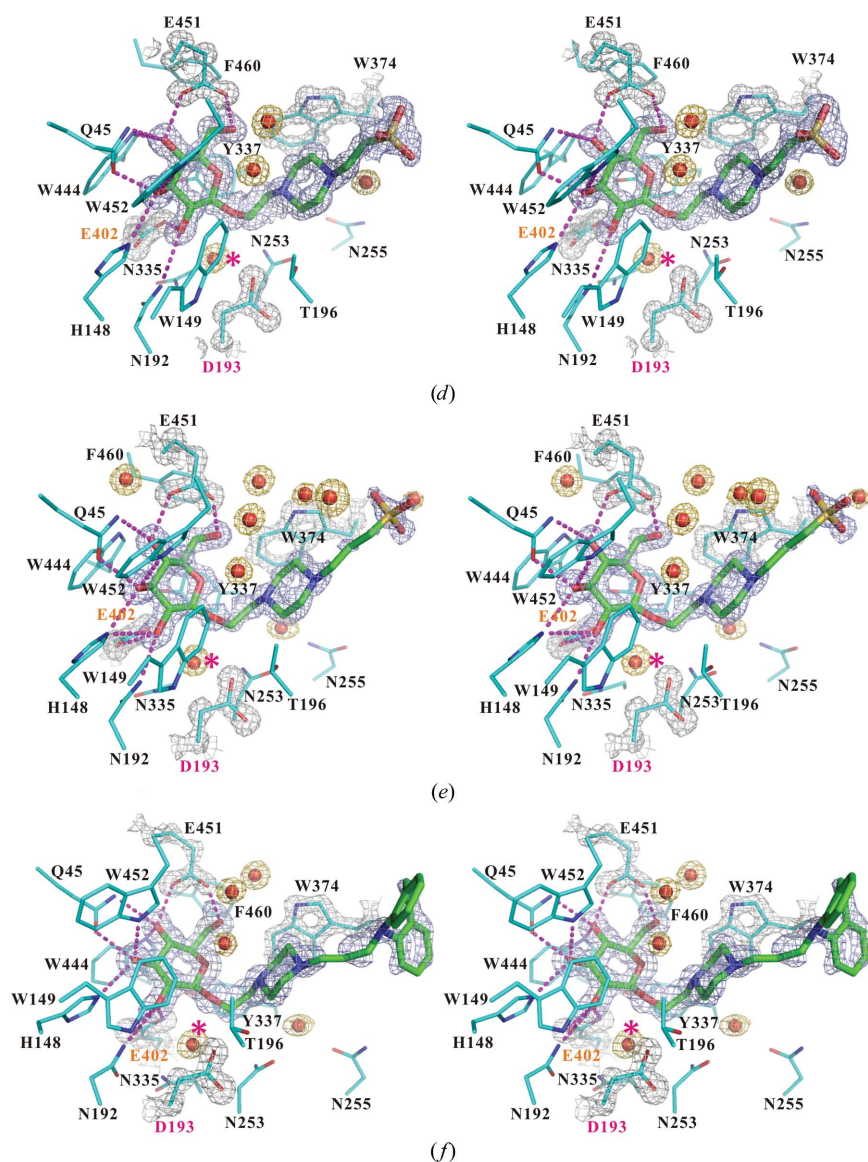 E451 E451
F460 W374 F460 W374
Q45 Q45
Y337 Y337
W444 W444
W452 W452
E402 N253 E402 N253
N335 * N255 N335 * N255
W149 T196 W149 T196
H148 H148
N192 N192
D193 D193
(d)
E451 E451
F460 F460
Q45 Q45
W374 W374
W444 W444
W452 Y337 W452 Y337
E402 E402
W149 * N255 W149 * N255
H148 N335 N253 T196 H148 N335 N253 T196
N192 N192
D193 D193
(e)
E451 E451
Q45 W452 W374 Q45 W452 W374
F460 F460
W444 W444
W149 W149
H148 * Y337 H148 * Y337
E402 T196 E402 T196
N335 N335
N192 N253 N255 N192 N253 N255
D193 D193
(f)